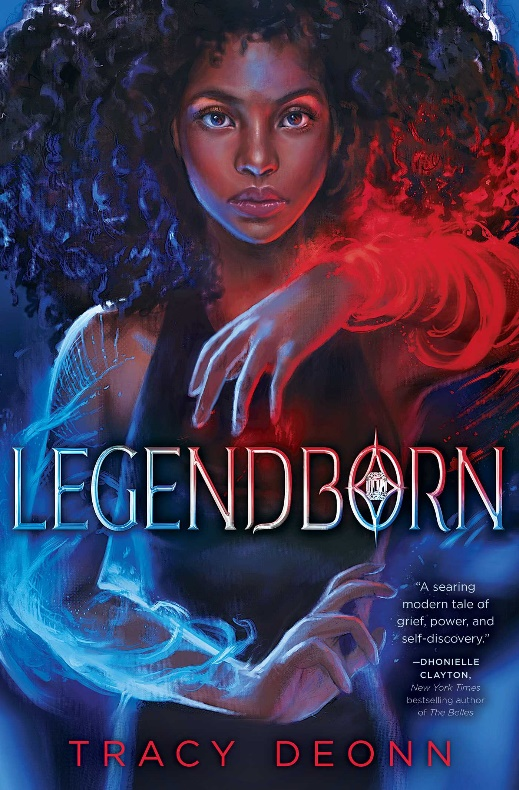 LEGENDBORN
“A searing
modern tale of
grief, power, and
self-discovery.”
—DHONIELLE
CLAYTON,
New York Times
bestselling author
of The Belles
TRACY DEONN